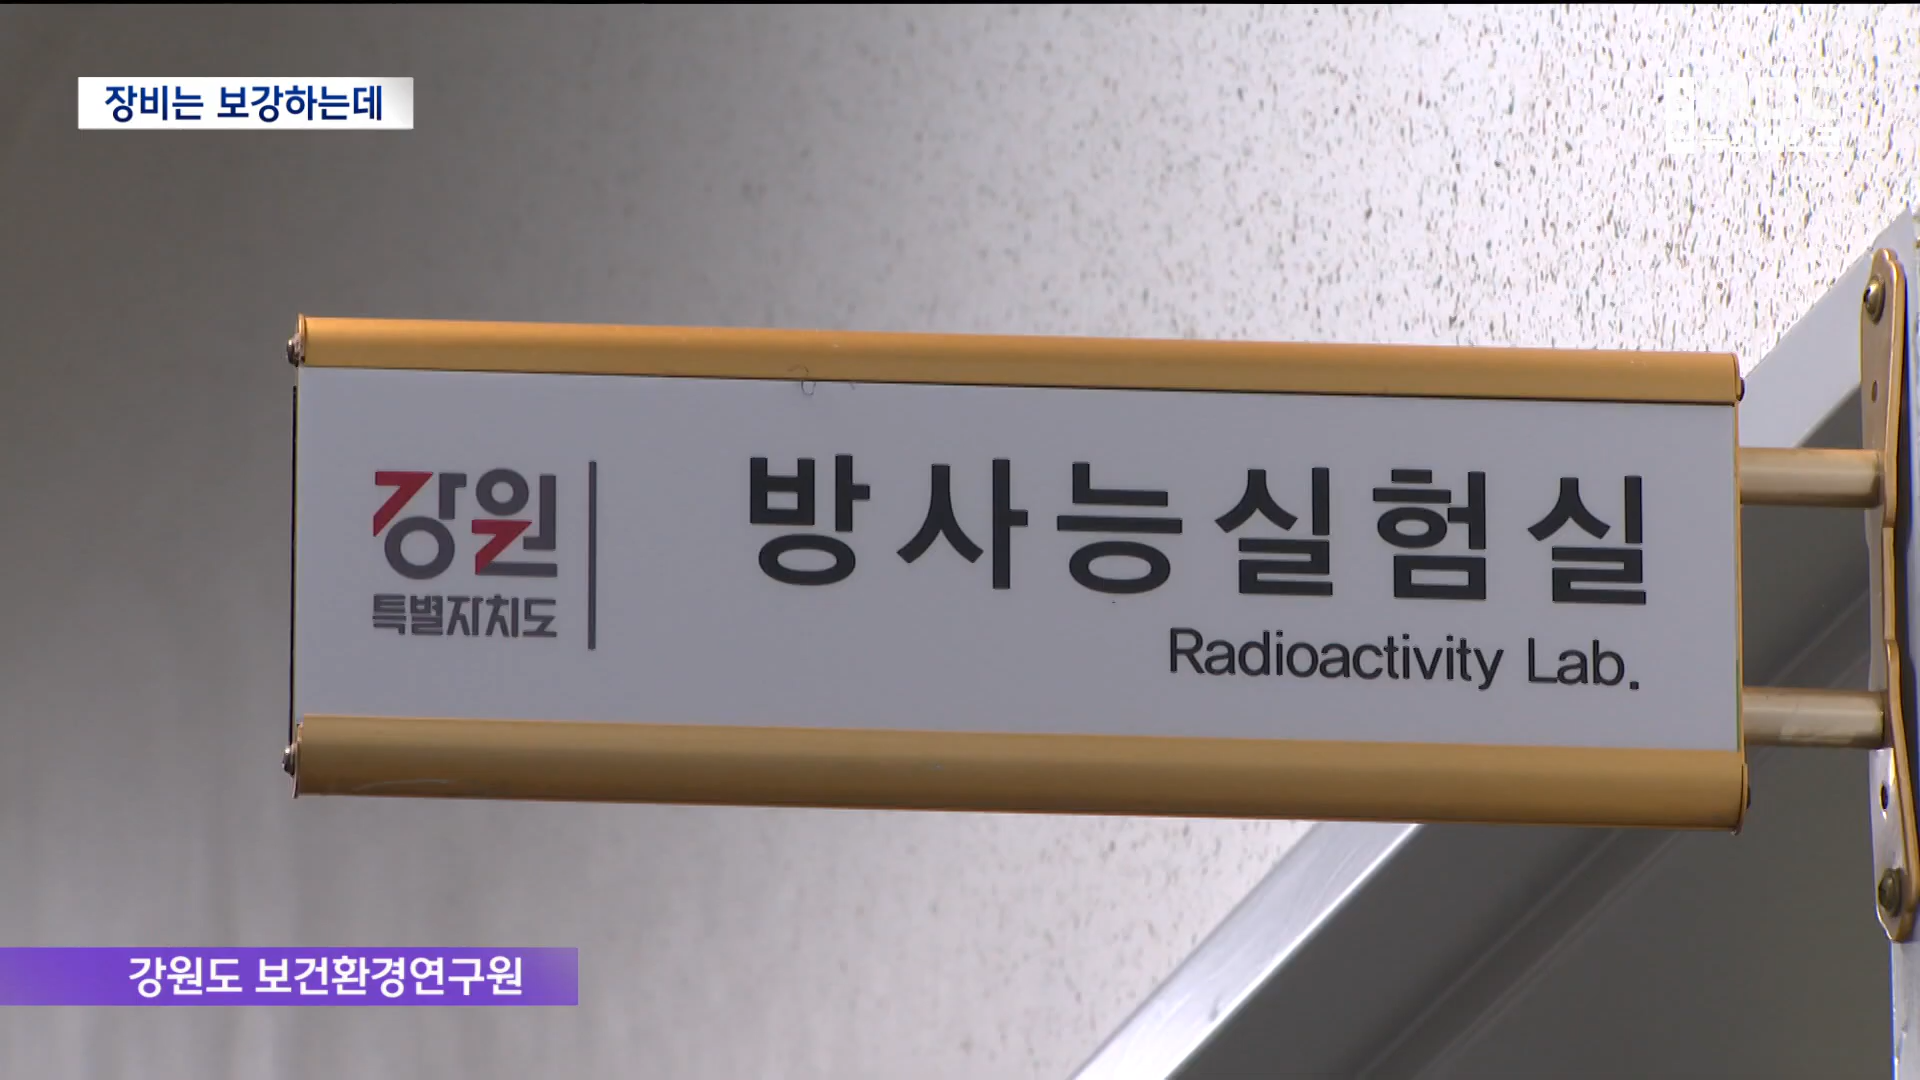 장비는 보강하는데
강원
특별자치도
방사능실험실
Radioactivity Lab.
강원도 보건환경연구원